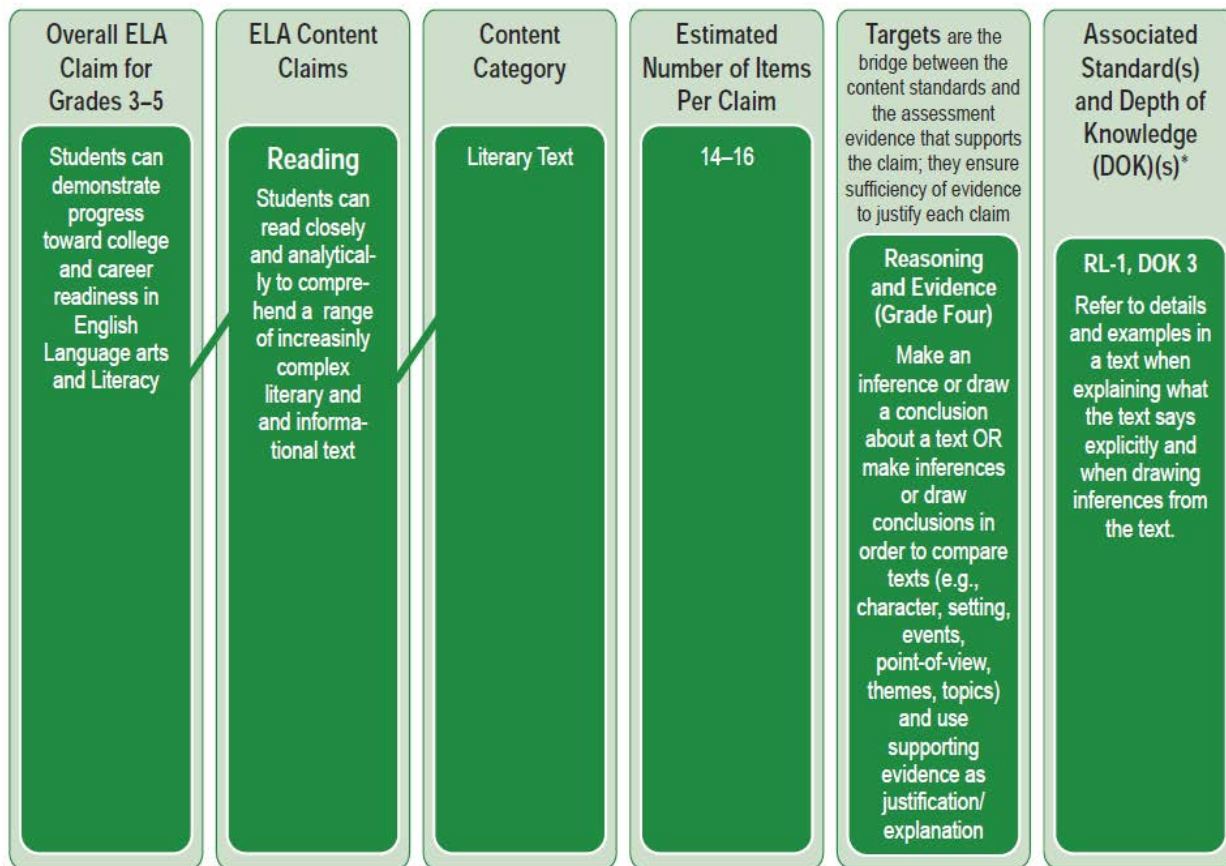 Overall ELA
Claim for
Grades 3–5
Students can
demonstrate
progress
toward college
and career
readiness in
English
Language arts
and Literacy
ELA Content
Claims
Reading
Students can
read closely
and analytical-
ly to compre-
hend a range
of increasinly
complex
literary and
and informa-
tional text
Content
Category
Literary Text
Estimated
Number of Items
Per Claim
14–16
Targets are the
bridge between the
content standards and
the assessment
evidence that supports
the claim; they ensure
sufficiency of evidence
to justify each claim
Reasoning
and Evidence
(Grade Four)
Make an
inference or draw
a conclusion
about a text OR
make inferences
or draw
conclusions in
order to compare
texts (e.g.,
character, setting,
events,
point-of-view,
themes, topics)
and use
supporting
evidence as
justification/
explanation
Associated
Standard(s)
and Depth of
Knowledge
(DOK)(s)*
RL-1, DOK 3
Refer to details
and examples in
a text when
explaining what
the text says
explicitly and
when drawing
inferences from
the text.